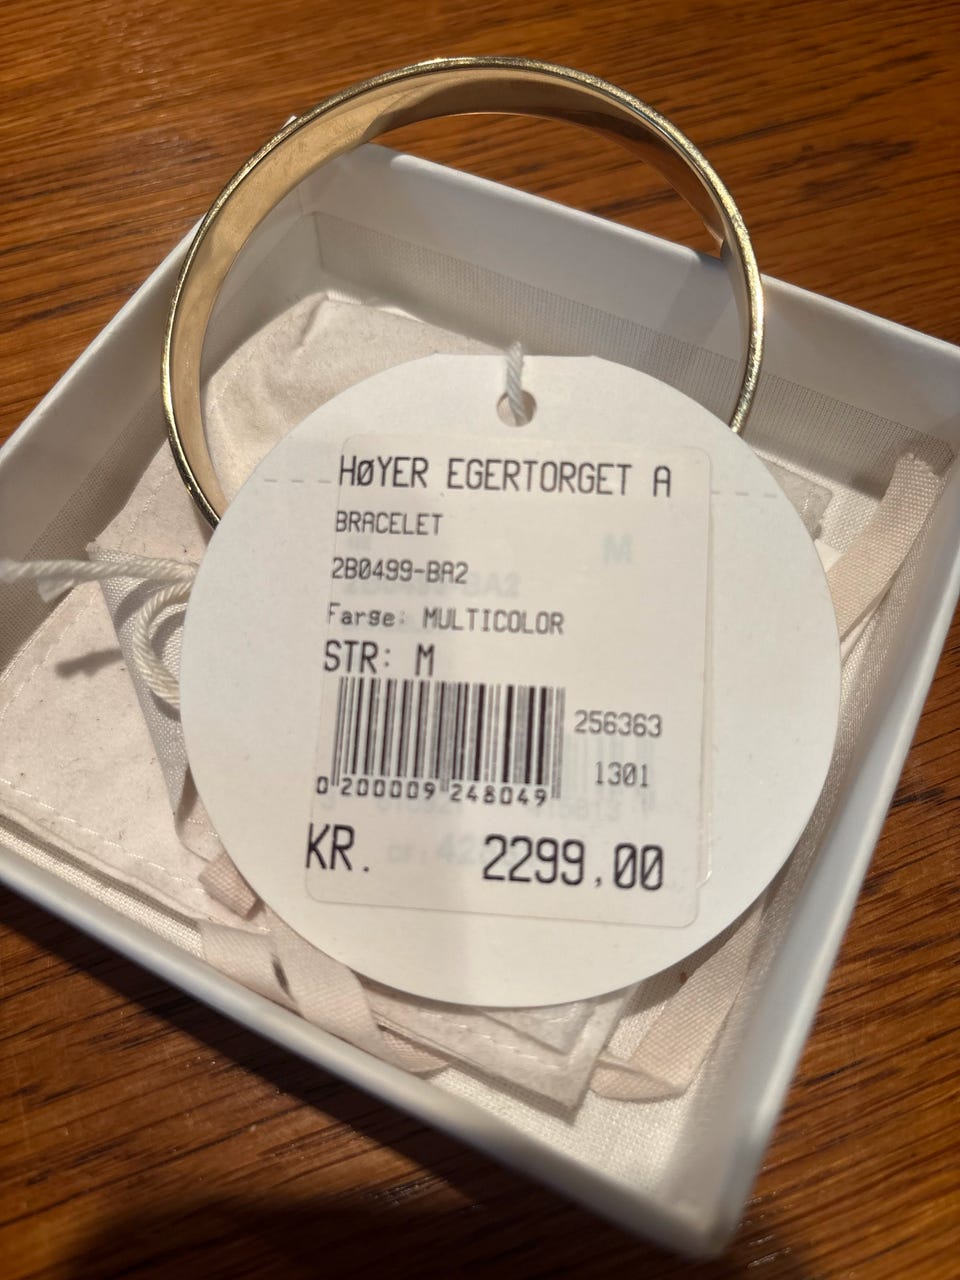 HØYER EGERTORGET A
BRACELET
2B0499-BA2
Farge: MULTICOLOR
STR: M
256363
1301
0 200009 248049
KR. 2299,00